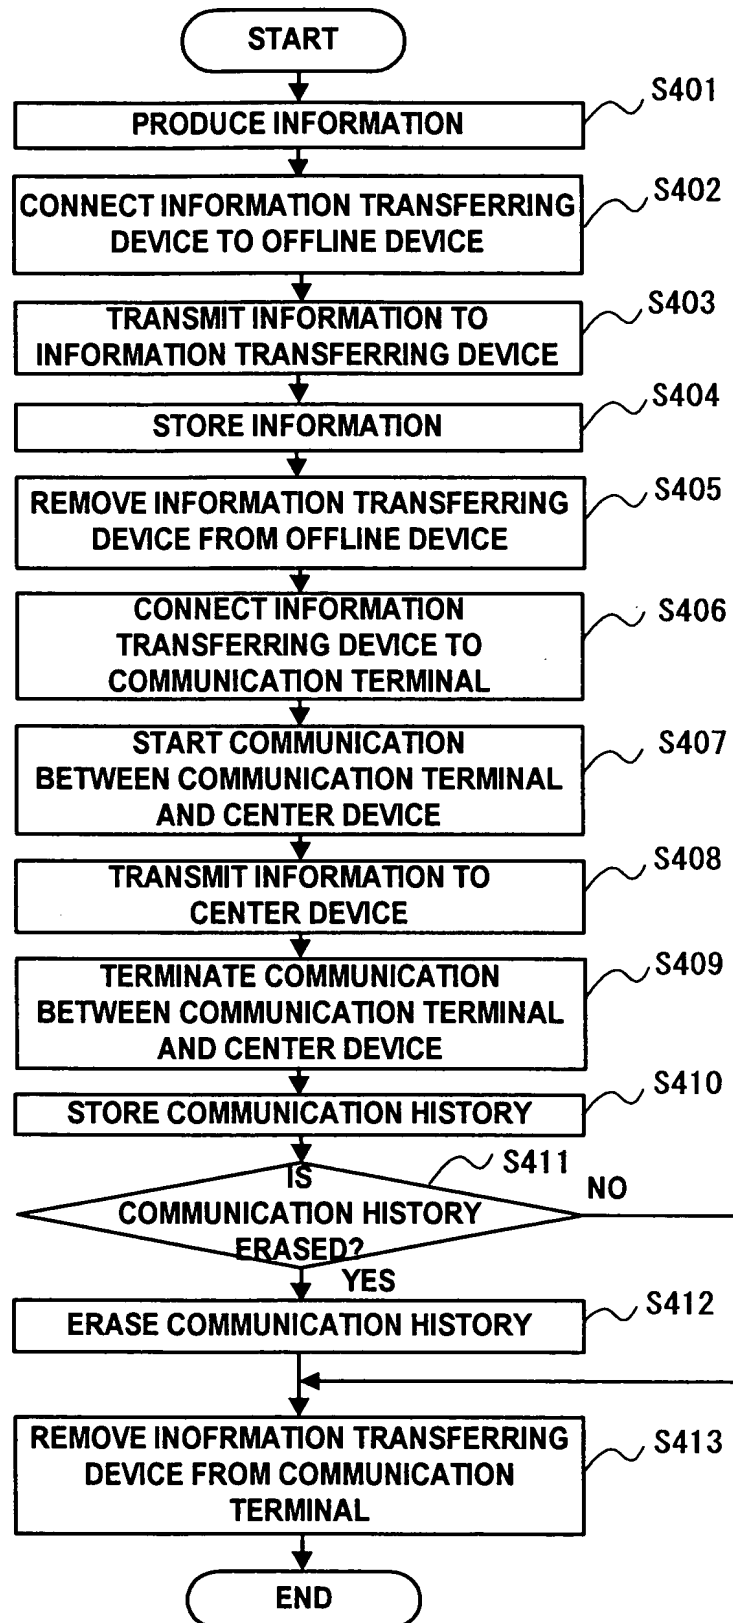 START
S401
PRODUCE INFORMATION
S402
CONNECT INFORMATION TRANSFERRING
DEVICE TO OFFLINE DEVICE
S403
TRANSMIT INFORMATION TO
INFORMATION TRANSFERRING DEVICE
S404
STORE INFORMATION
S405
REMOVE INFORMATION TRANSFERRING
DEVICE FROM OFFLINE DEVICE
S406
CONNECT INFORMATION
TRANSFERRING DEVICE TO
COMMUNICATION TERMINAL
S407
START COMMUNICATION
BETWEEN COMMUNICATION TERMINAL
AND CENTER DEVICE
S408
TRANSMIT INFORMATION TO
CENTER DEVICE
S409
TERMINATE COMMUNICATION
BETWEEN COMMUNICATION TERMINAL
AND CENTER DEVICE
S410
STORE COMMUNICATION HISTORY
S411
IS
COMMUNICATION HISTORY
ERASED?
NO
YES
S412
ERASE COMMUNICATION HISTORY
S413
REMOVE INOFRMATION TRANSFERRING
DEVICE FROM COMMUNICATION
TERMINAL
END